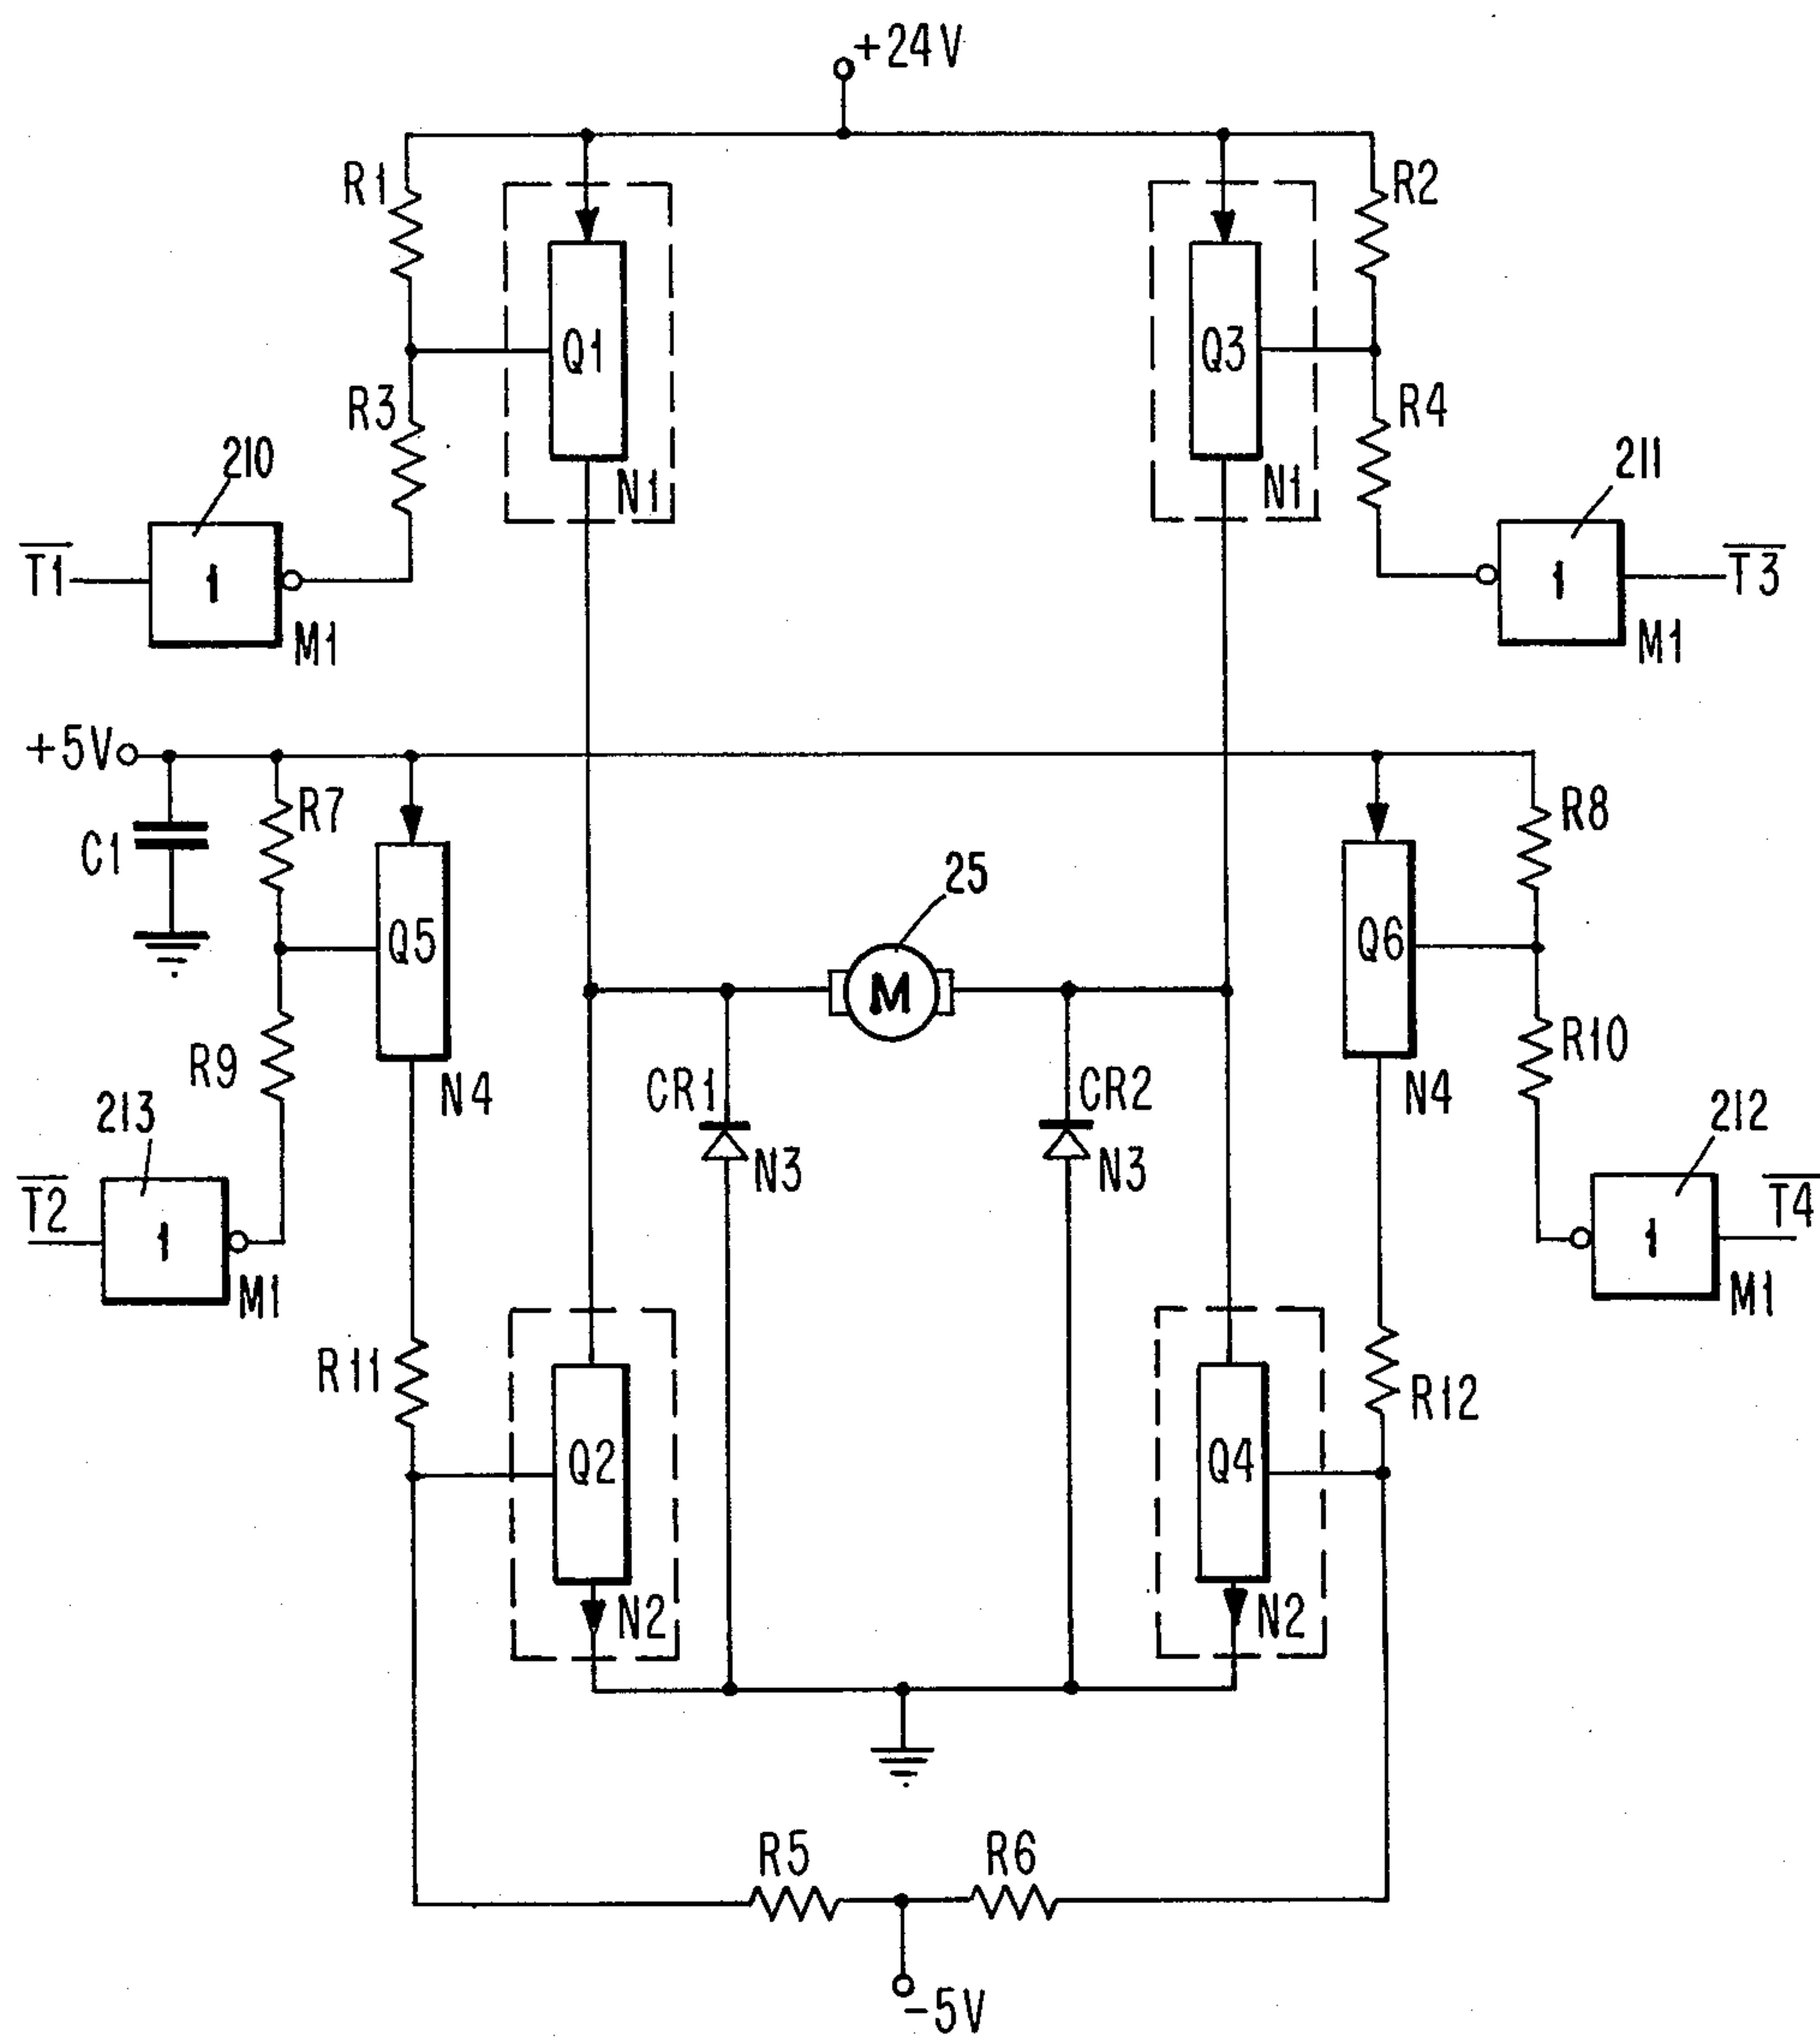 +24V
R1
R2
Q1
Q3
R3
R4
210
N1
N1
211
T1
1
M1
T3
1
M1
+5V
R7
R8
C1
25
Q5
Q6
M
R9
R10
N4
CR1
CR2
N4
213
N3
N3
212
T2
1
M1
T4
1
M1
R11
R12
Q2
Q4
N2
N2
R5
R6
-5V